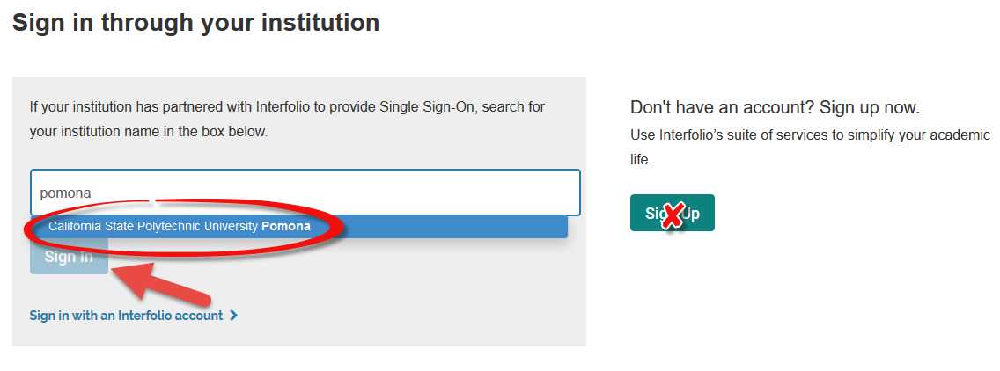 Sign in through your institution
If your institution has partnered with Interfolio to provide Single Sign-On, search for
your institution name in the box below.
pomona
California State Polytechnic University Pomona
Sign In
Sign in with an Interfolio account
Don't have an account? Sign up now.
Use Interfolio's suite of services to simplify your academic
life.
Sign Up